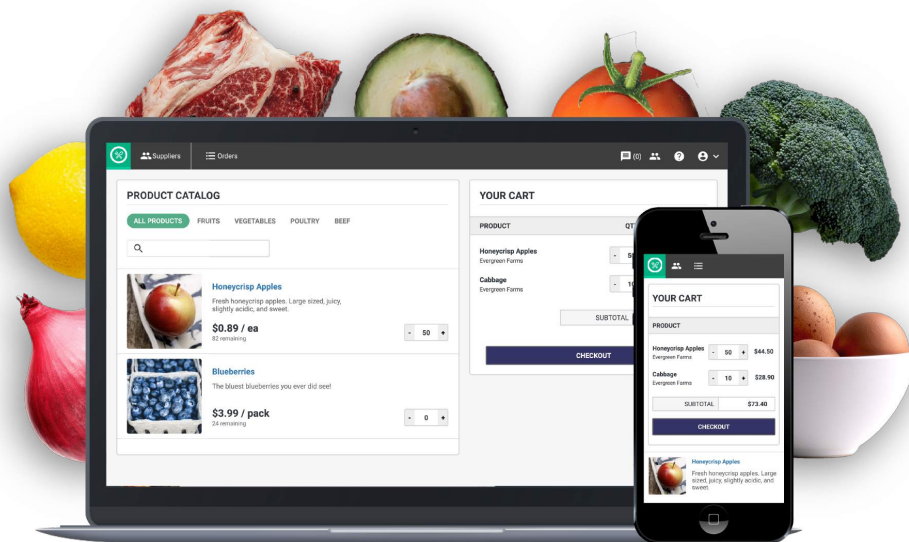 Suppliers
Orders
(0)
PRODUCT CATALOG
ALL PRODUCTS FRUITS VEGETABLES POULTRY BEEF
Honeycrisp Apples
Fresh honeycrisp apples. Large sized, juicy,
slightly acidic, and sweet.
$0.89 / ea
82 remaining
- 50 +
Blueberries
The bluest blueberries you ever did see!
$3.99 / pack
24 remaining
- 0 +
YOUR CART
PRODUCT
Honeycrisp Apples
Evergreen Farms
Cabbage
Evergreen Farms
- 10
SUBTOTAL
CHECKOUT
YOUR CART
PRODUCT
Honeycrisp Apples - 50 + $44.50
Evergreen Farms
Cabbage - 10 + $28.90
Evergreen Farms
SUBTOTAL $73.40
CHECKOUT
Honeycrisp Apples
Fresh honeycrisp apples. Large
sized, juicy, slightly acidic, and
sweet.